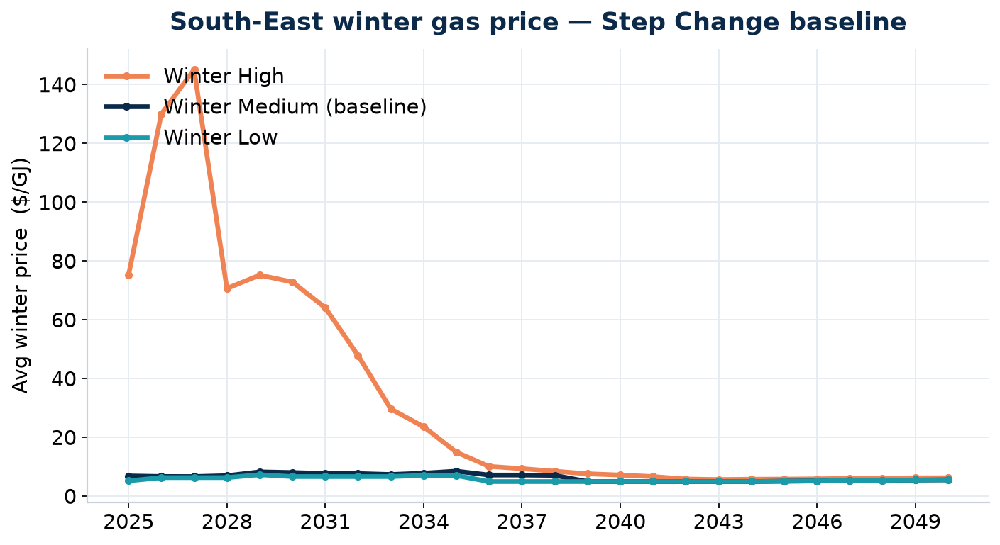 South-East winter gas price — Step Change baseline
Avg winter price ($/GJ)
140
120
100
80
60
40
20
0
Winter High
Winter Medium (baseline)
Winter Low
2025 2028 2031 2034 2037 2040 2043 2046 2049